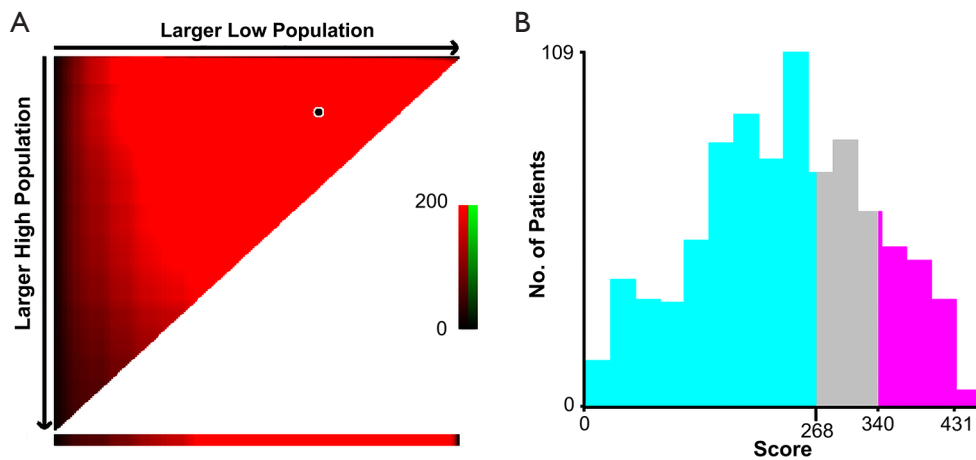 A
Larger Low Population
Larger High Population
200
0
B
109
No. of Patients
0
0
268
340
431
Score